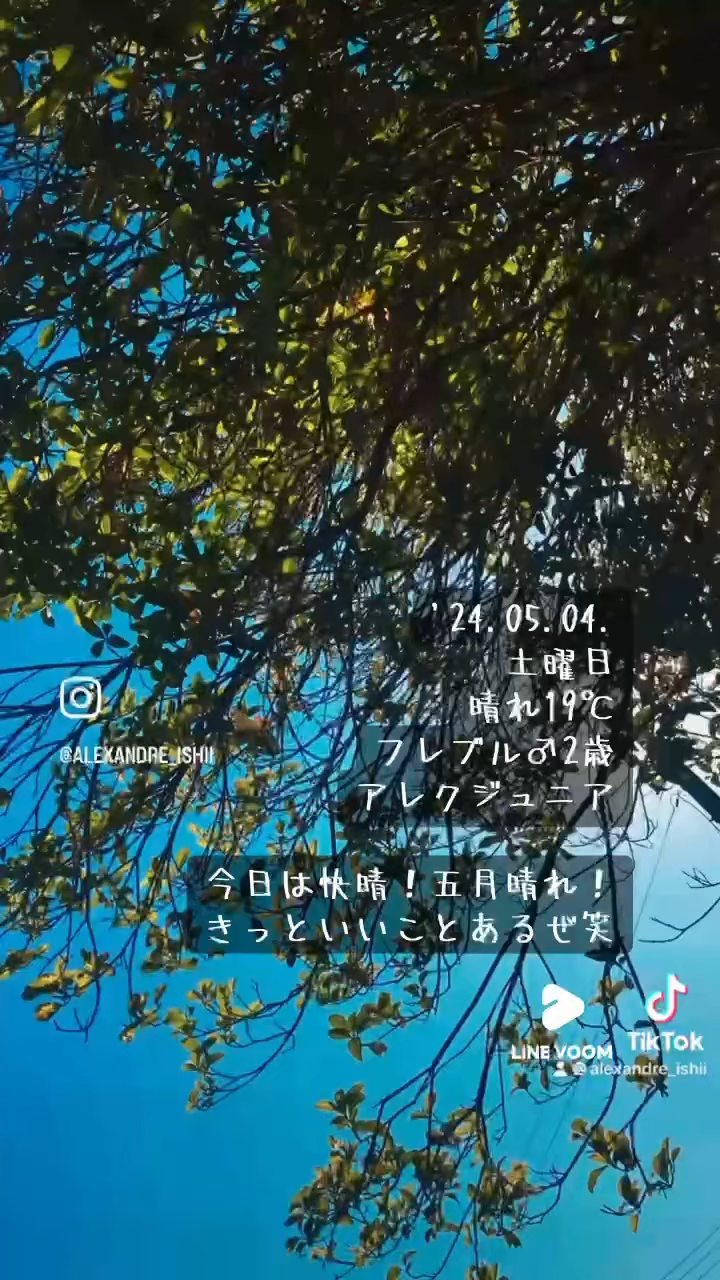 '24.05.04.
土曜日
晴れ19℃
フレブル♂2歳
アレクジュニア
@ALEXANDRE_ISHII
今日は快晴！五月晴れ！
きっといいことあるぜ笑
LINE VOOM
TikTok
@alexandre_ishii